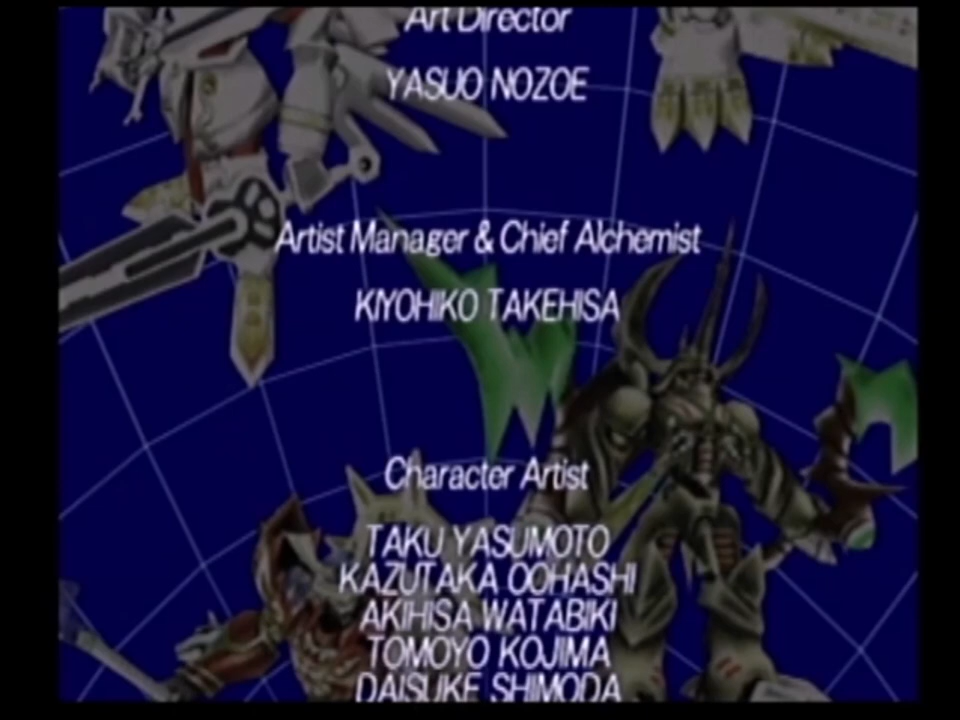 Art Director
YASUO NOZOE
Artist Manager & Chief Alchemist
KIYOHIKO TAKEHISA
Character Artist
TAKU YASUMOTO
KAZUTAKA OOHASHI
AKIHISA WATABIKI
TOMOYO KOJIMA
DAISUKE SHIMODA